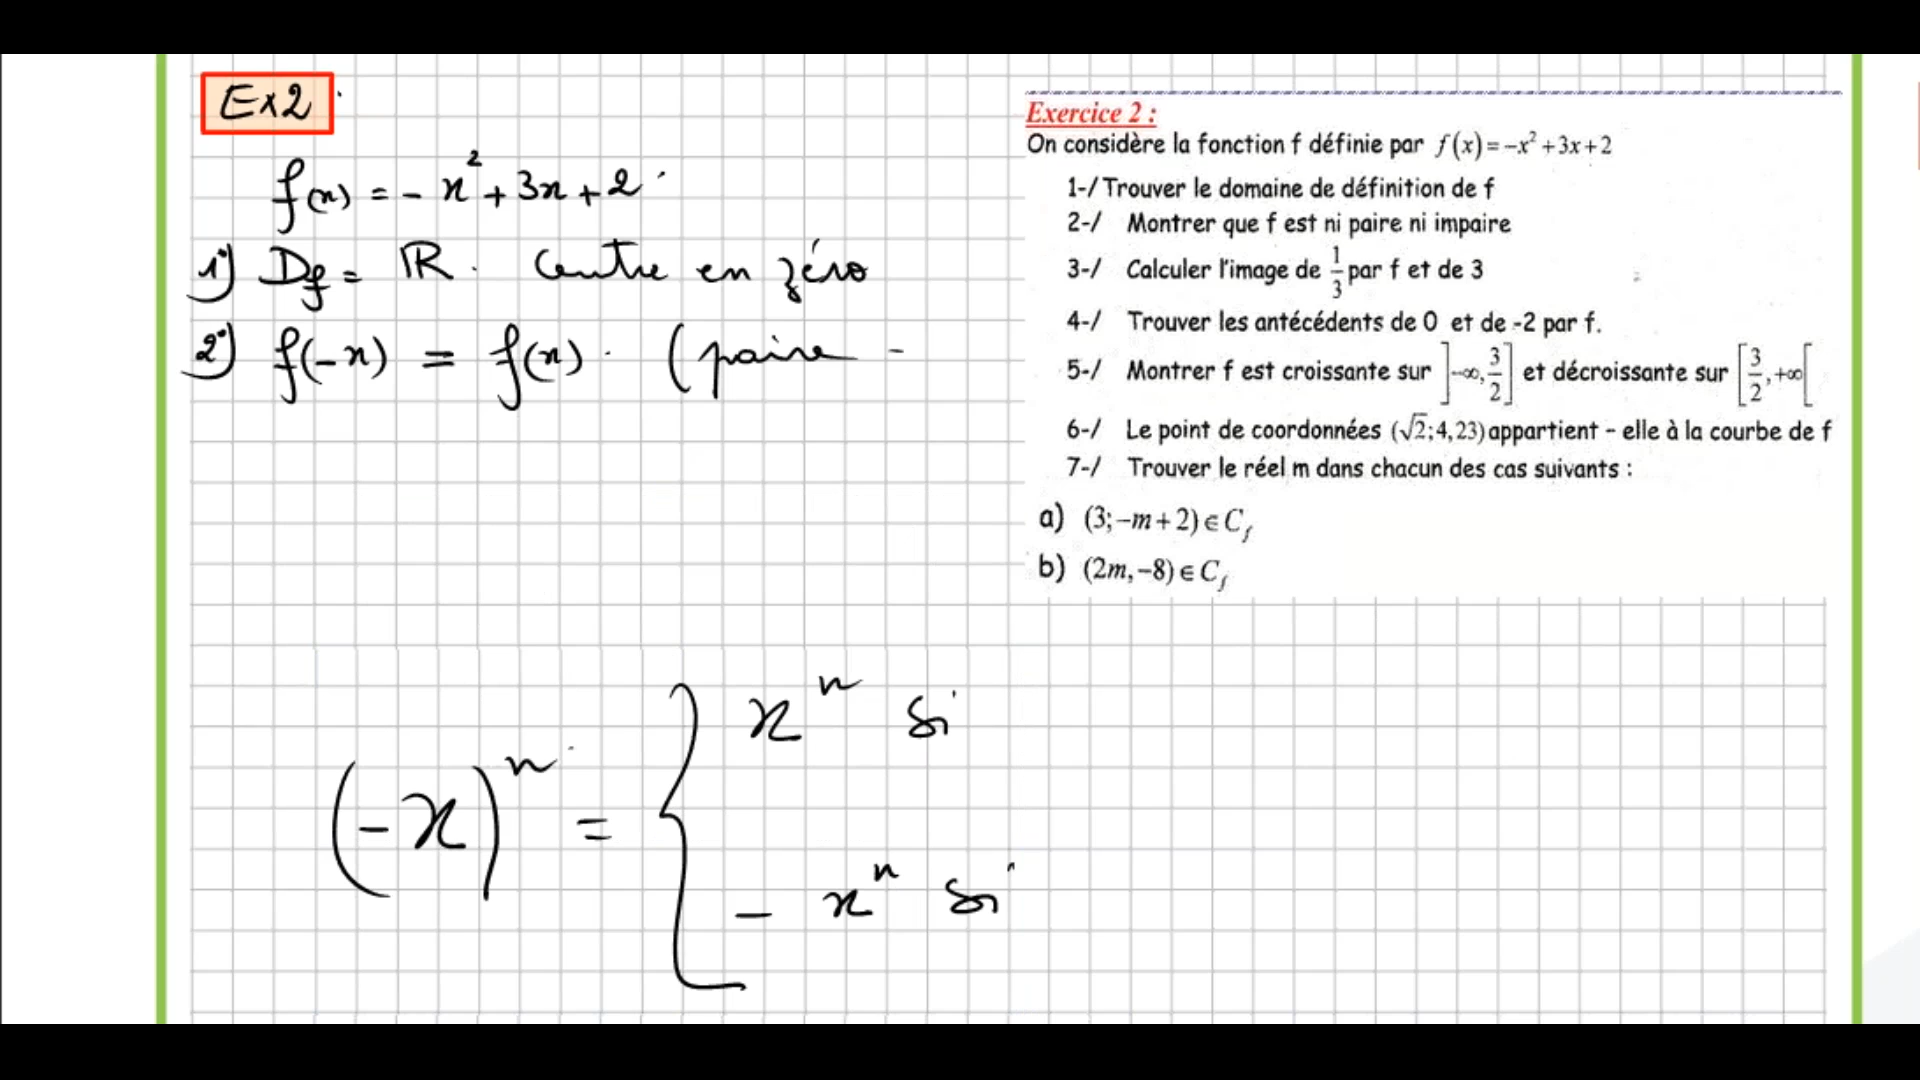 Ex2
f(x) = - x² + 3x + 2
1°) Df = ℝ. Centré en zéro
2°) f(-x) = f(x). (paire -
(-x)ⁿ = { xⁿ si
- xⁿ si
Exercice 2 :
On considère la fonction f définie par f(x) = -x² + 3x + 2
1-/ Trouver le domaine de définition de f
2-/ Montrer que f est ni paire ni impaire
3-/ Calculer l'image de 1/3 par f et de 3
4-/ Trouver les antécédents de 0 et de -2 par f.
5-/ Montrer f est croissante sur ]-∞, 3/2] et décroissante sur [3/2, +∞[
6-/ Le point de coordonnées (√2; 4,23) appartient - elle à la courbe de f
7-/ Trouver le réel m dans chacun des cas suivants :
a) (3; -m + 2) ∈ C_f
b) (2m, -8) ∈ C_f